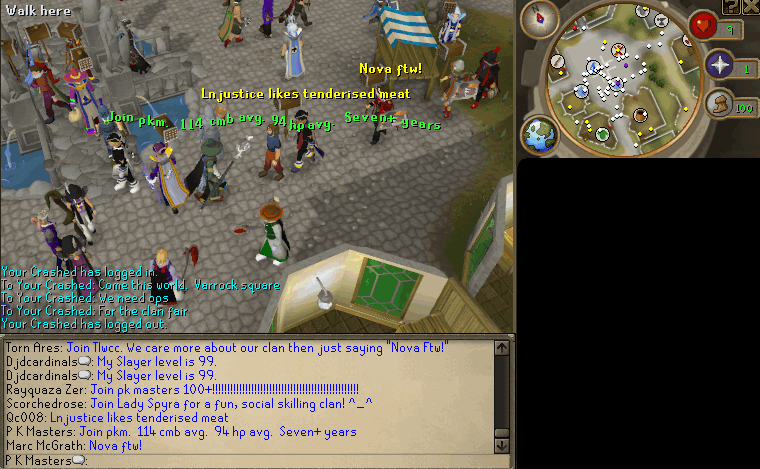 Walk here
Nova ftw!
Lnjustice likes tenderised meat
Join pkm. 114 cmb avg. 94 hp avg. Seven+ years
Your Crashed has logged in.
To Your Crashed: Come this world. Varrock square
To Your Crashed: We need ops
To Your Crashed: For the clan fair
Your Crashed has logged out.
Torn Ares: Join Tlwcc. We care more about our clan then just saying "Nova Ftw!"
Djdcardinals: My Slayer level is 99.
Djdcardinals: My Slayer level is 99.
Rayquaza Zer: Join pk masters 100+!!!!!!!!!!!!!!!!!!!!!!!!!!!!!!!!!!!!!!!!!!!!!!!!
Scorchedrose: Join Lady Spyra for a fun, social skilling clan! ^_^
Qc008: Lnjustice likes tenderised meat
P K Masters: Join pkm. 114 cmb avg. 94 hp avg. Seven+ years
Marc McGrath: Nova ftw!
P K Masters:
?
9
1
100